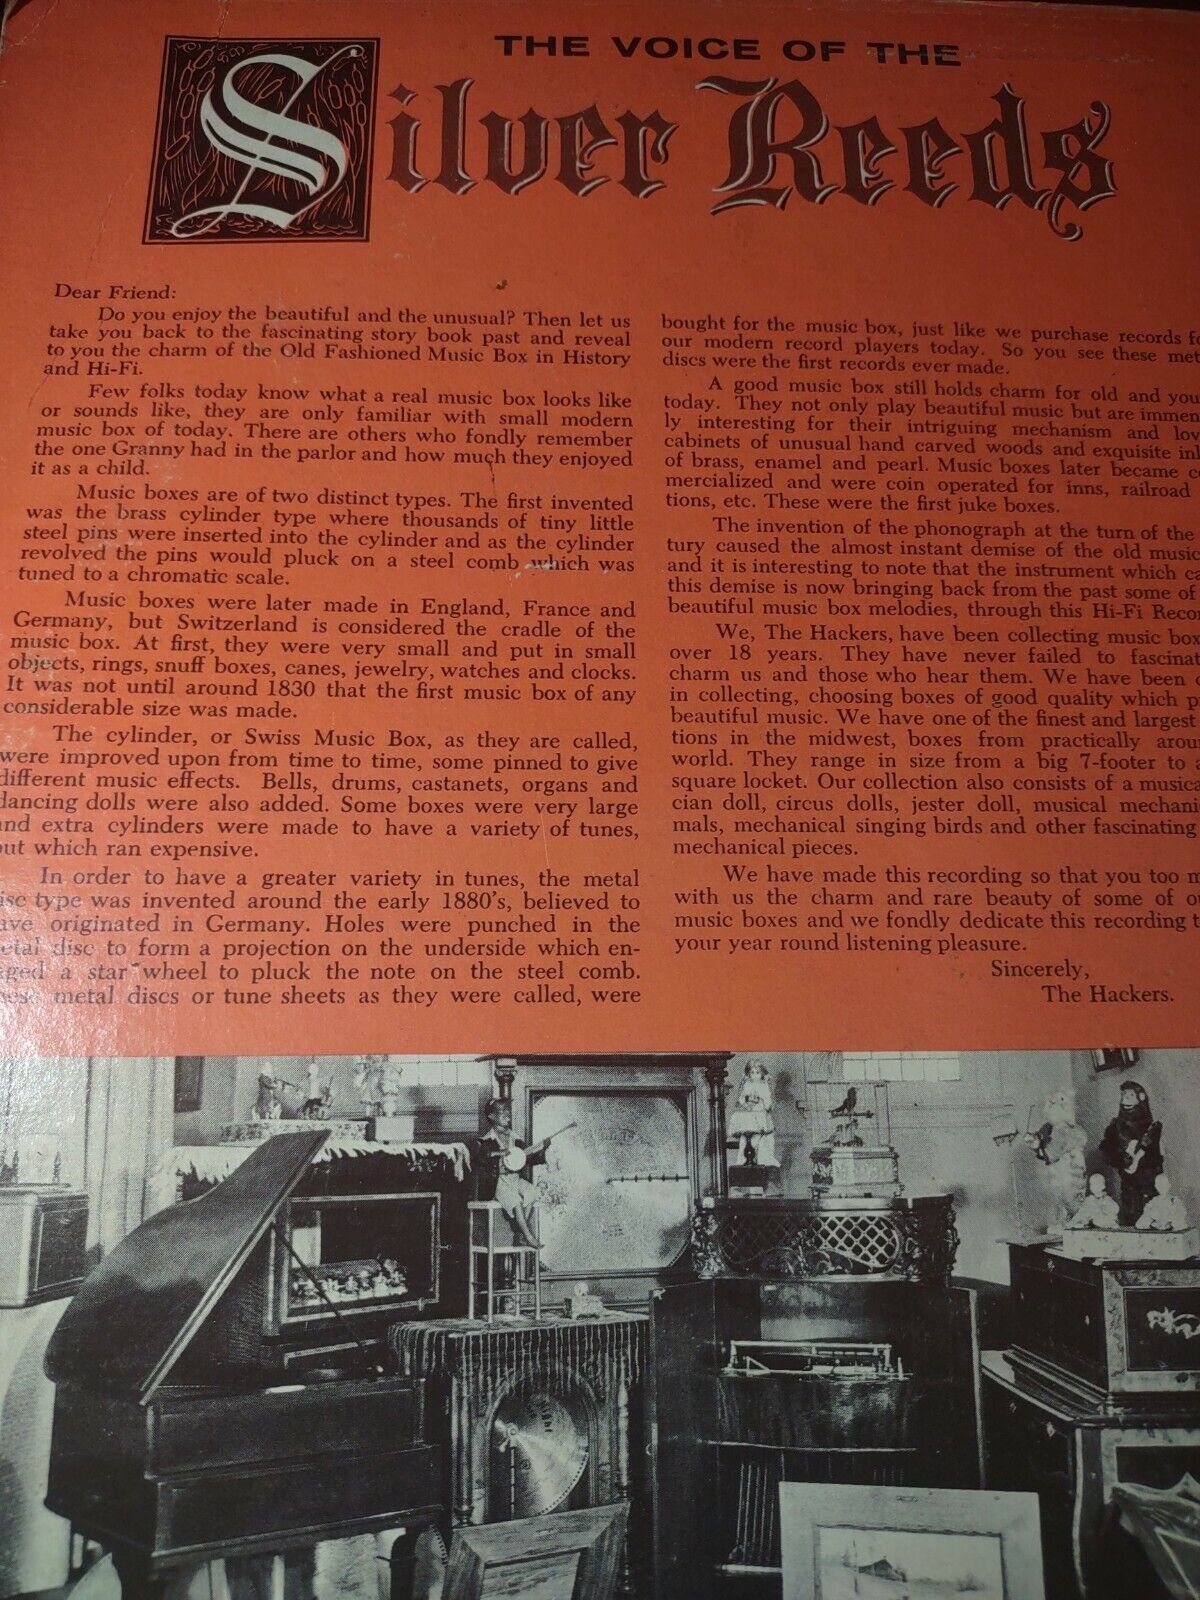 THE VOICE OF THE
Silver Reeds
Dear Friend:
Do you enjoy the beautiful and the unusual? Then let us
take you back to the fascinating story book past and reveal
to you the charm of the Old Fashioned Music Box in History
and Hi-Fi.
Few folks today know what a real music box looks like
or sounds like, they are only familiar with small modern
music box of today. There are others who fondly remember
the one Granny had in the parlor and how much they enjoyed
it as a child.
Music boxes are of two distinct types. The first invented
was the brass cylinder type where thousands of tiny little
steel pins were inserted into the cylinder and as the cylinder
revolved the pins would pluck on a steel comb which was
tuned to a chromatic scale.
Music boxes were later made in England, France and
Germany, but Switzerland is considered the cradle of the
music box. At first, they were very small and put in small
objects, rings, snuff boxes, canes, jewelry, watches and clocks.
It was not until around 1830 that the first music box of any
considerable size was made.
The cylinder, or Swiss Music Box, as they are called,
were improved upon from time to time, some pinned to give
different music effects. Bells, drums, castanets, organs and
dancing dolls were also added. Some boxes were very large
and extra cylinders were made to have a variety of tunes,
but which ran expensive.
In order to have a greater variety in tunes, the metal
disc type was invented around the early 1880's, believed to
have originated in Germany. Holes were punched in the
metal disc to form a projection on the underside which en-
gaged a star wheel to pluck the note on the steel comb.
These metal discs or tune sheets as they were called, were
bought for the music box, just like we purchase records fo
our modern record players today. So you see these met
discs were the first records ever made.
A good music box still holds charm for old and you
today. They not only play beautiful music but are immen
ly interesting for their intriguing mechanism and lov
cabinets of unusual hand carved woods and exquisite inl
of brass, enamel and pearl. Music boxes later became co
mercialized and were coin operated for inns, railroad
tions, etc. These were the first juke boxes.
The invention of the phonograph at the turn of the
tury caused the almost instant demise of the old music
and it is interesting to note that the instrument which ca
this demise is now bringing back from the past some of
beautiful music box melodies, through this Hi-Fi Recor
We, The Hackers, have been collecting music box
over 18 years. They have never failed to fascinat
charm us and those who hear them. We have been c
in collecting, choosing boxes of good quality which p
beautiful music. We have one of the finest and largest
tions in the midwest, boxes from practically arou
world. They range in size from a big 7-footer to a
square locket. Our collection also consists of a musica
cian doll, circus dolls, jester doll, musical mechani
mals, mechanical singing birds and other fascinating
mechanical pieces.
We have made this recording so that you too m
with us the charm and rare beauty of some of ou
music boxes and we fondly dedicate this recording t
your year round listening pleasure.
Sincerely,
The Hackers.